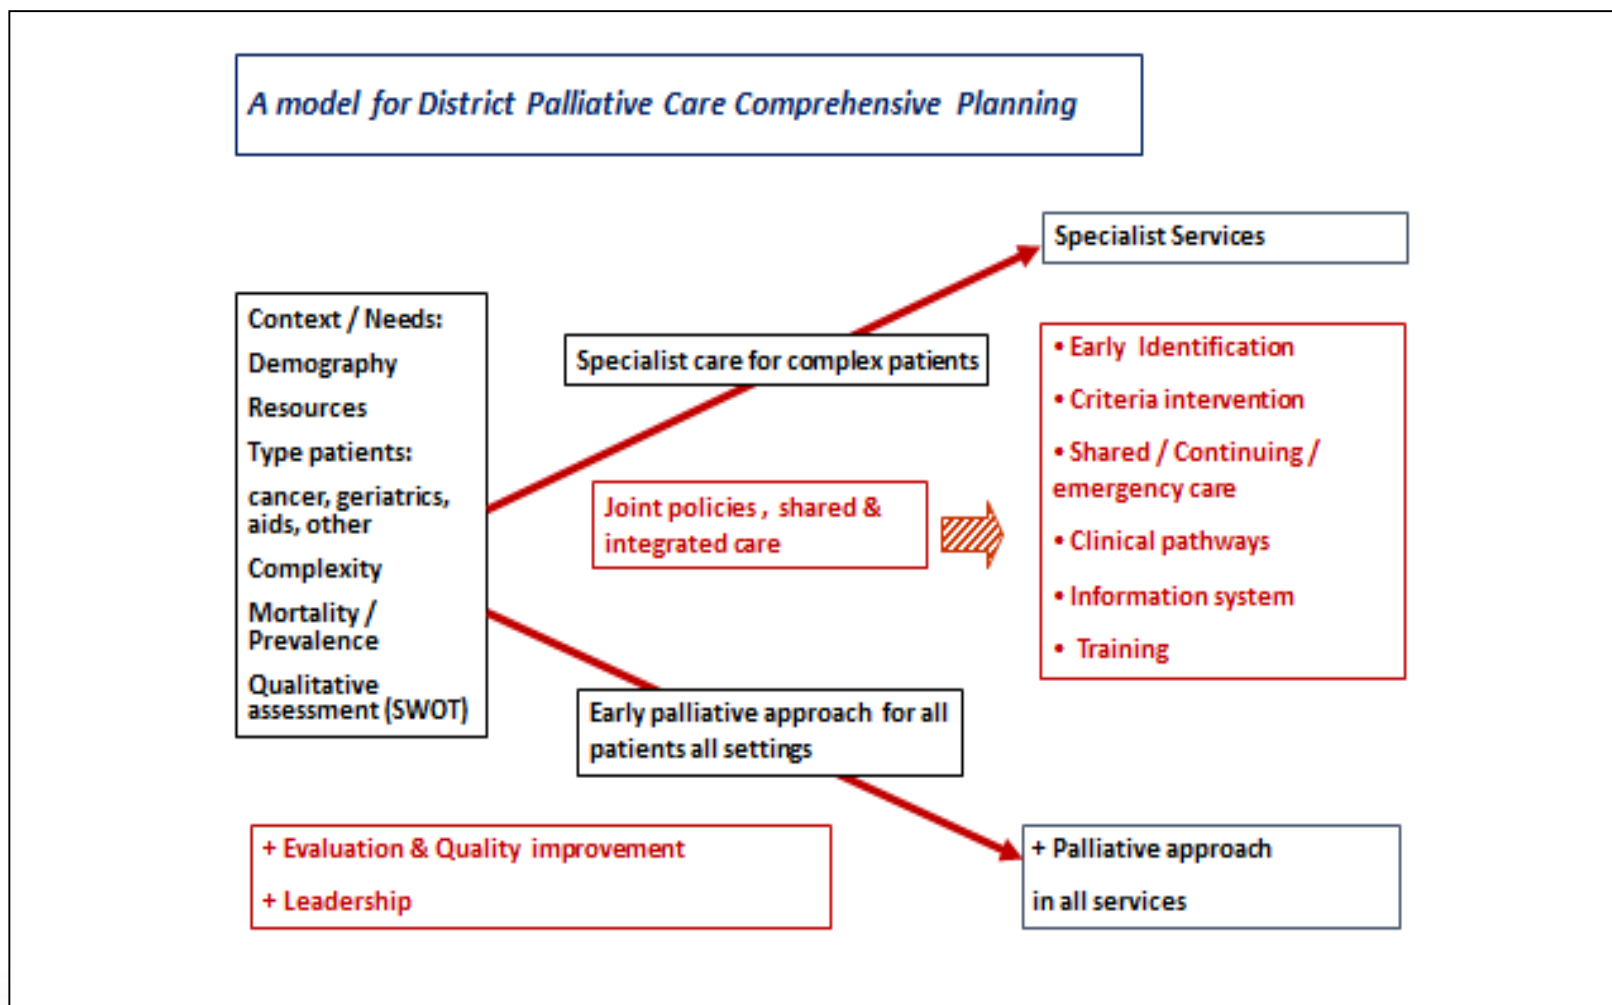 A model for District Palliative Care Comprehensive Planning
Specialist Services
Context / Needs:
Demography
Resources
Type patients:
cancer, geriatrics,
aids, other
Complexity
Mortality /
Prevalence
Qualitative
assessment (SWOT)
Specialist care for complex patients
Joint policies , shared &
integrated care
• Early Identification
• Criteria intervention
• Shared / Continuing /
emergency care
• Clinical pathways
• Information system
• Training
Early palliative approach for all
patients all settings
+ Evaluation & Quality improvement
+ Leadership
+ Palliative approach
in all services